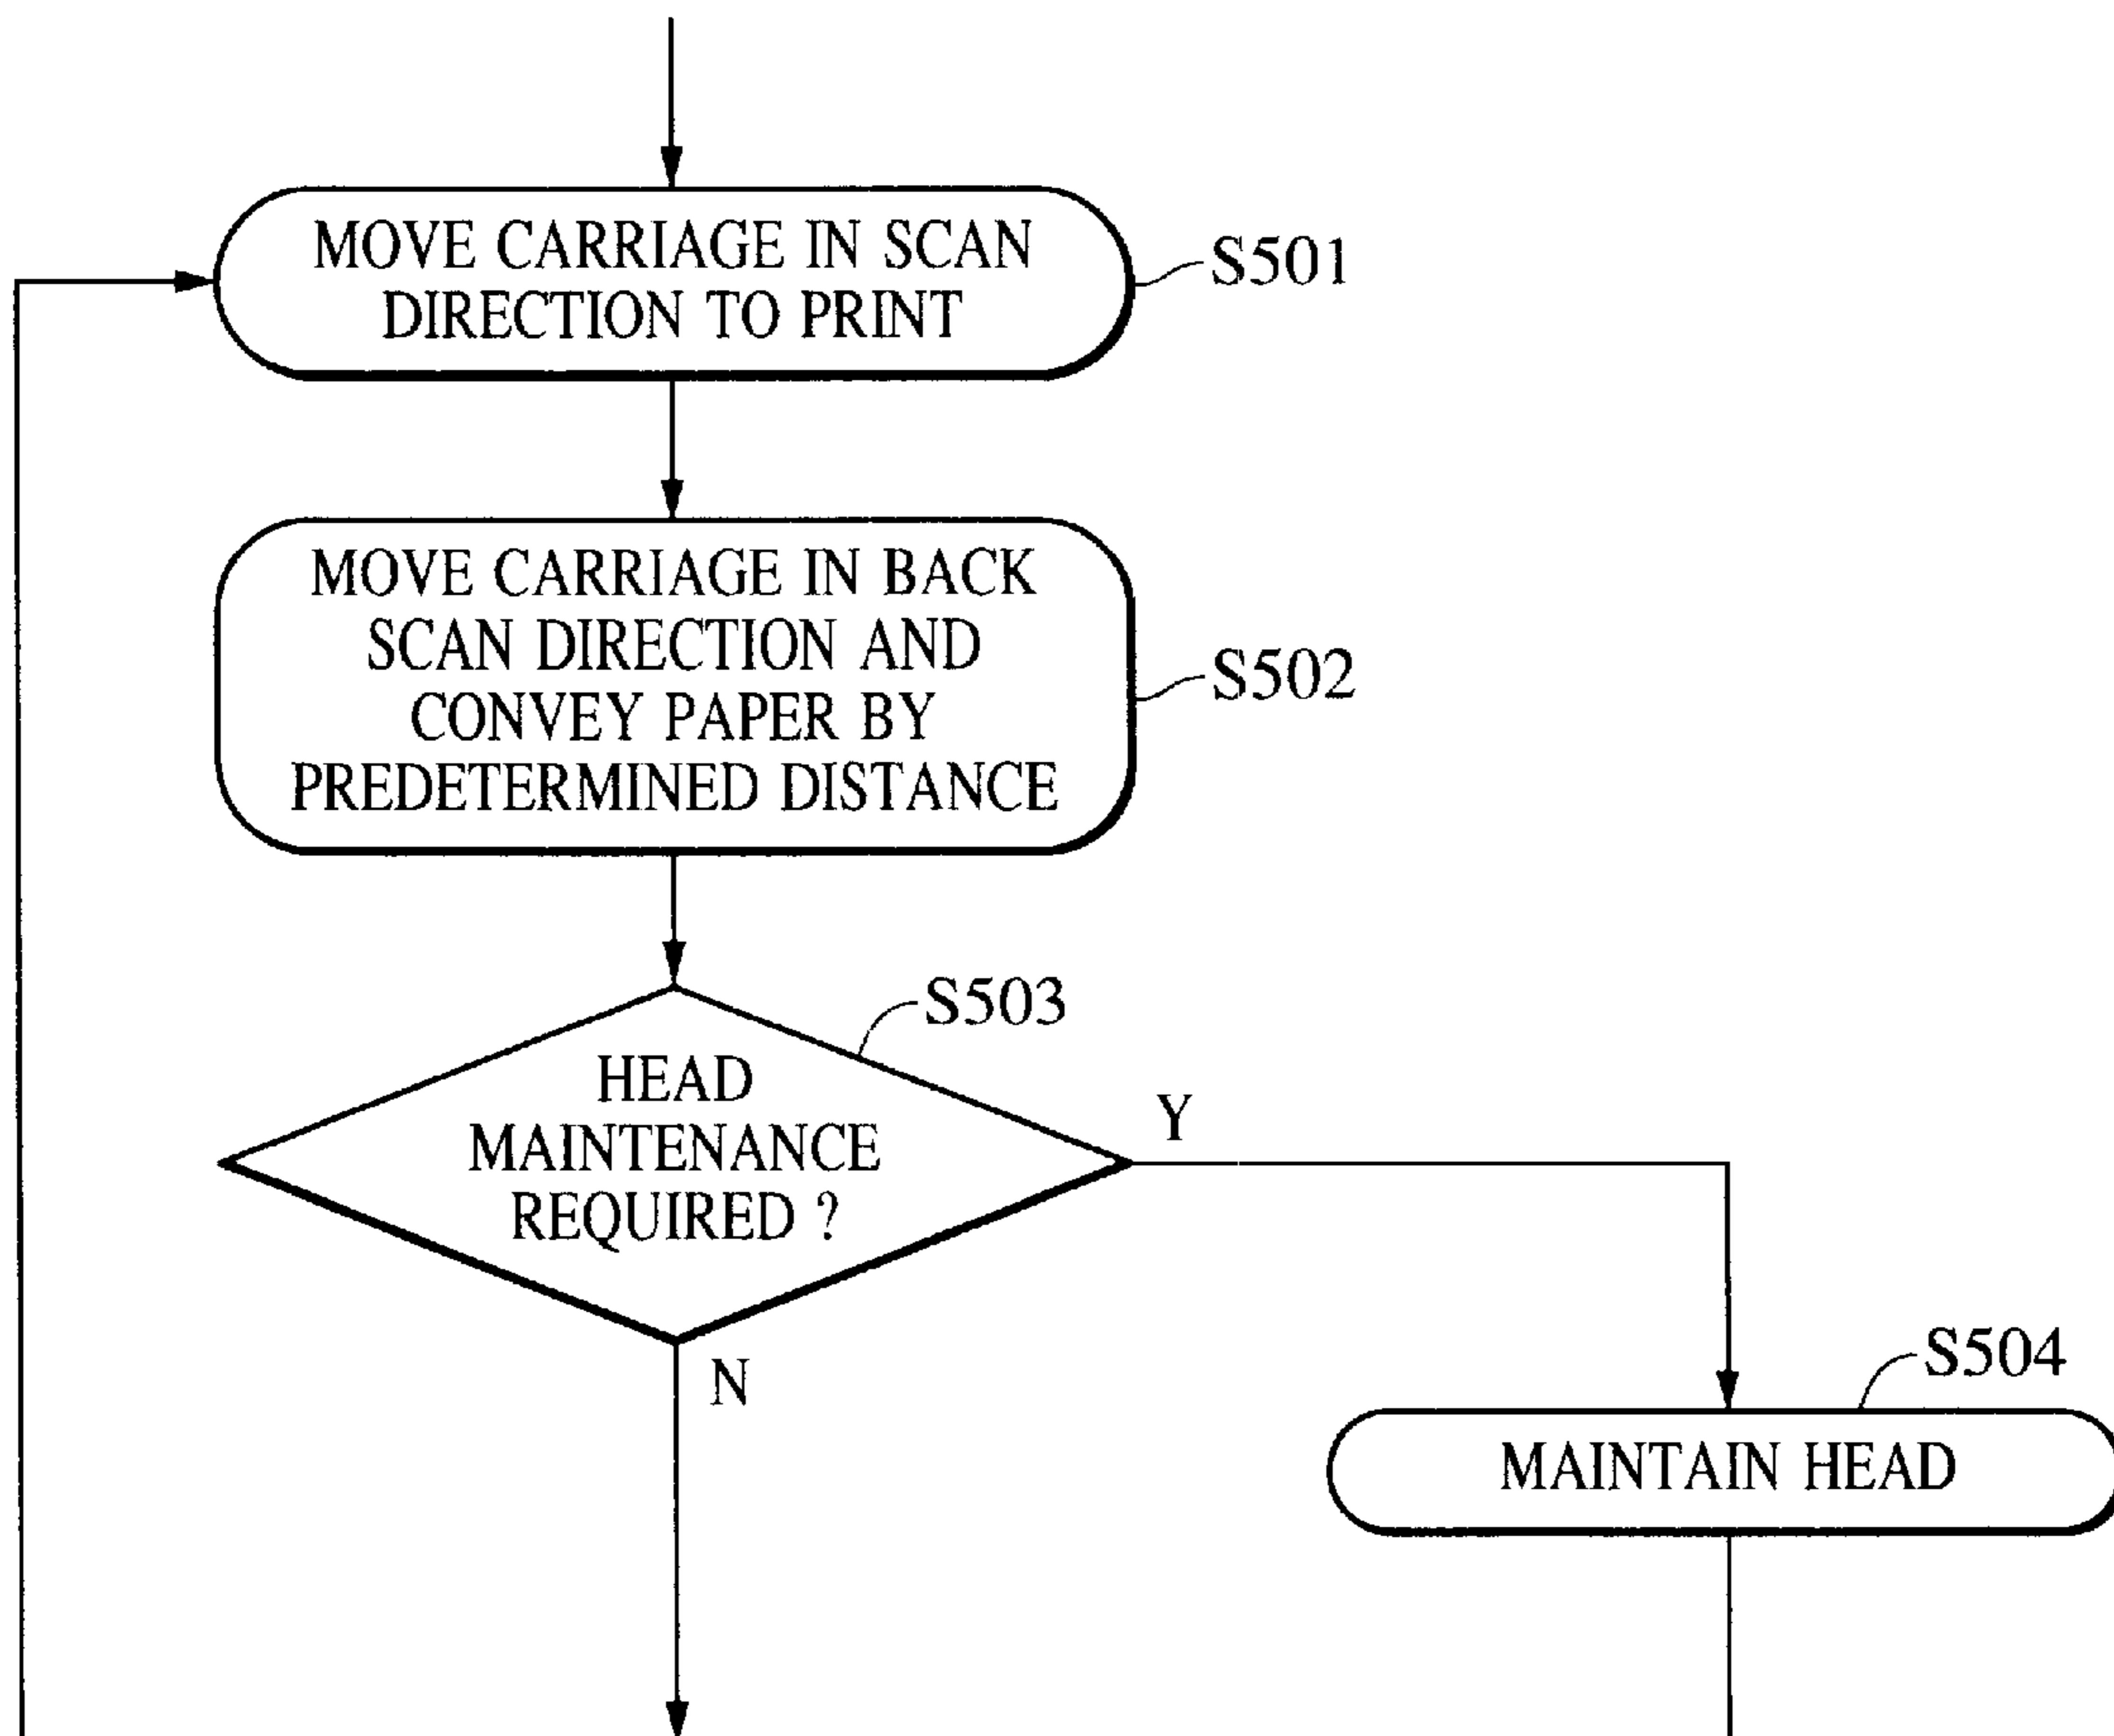 MOVE CARRIAGE IN SCAN
DIRECTION TO PRINT
S501
MOVE CARRIAGE IN BACK
SCAN DIRECTION AND
CONVEY PAPER BY
PREDETERMINED DISTANCE
S502
S503
HEAD
MAINTENANCE
REQUIRED ?
Y
N
S504
MAINTAIN HEAD